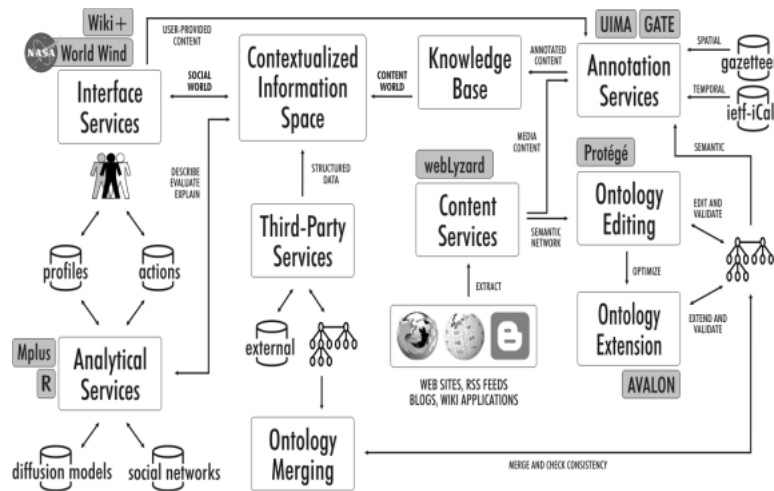 Wiki+
NASA
World Wind
USER-PROVIDED
CONTENT
UIMA
GATE
Interface
Services
SOCIAL
WORLD
Contextualized
Information
Space
CONTENT
WORLD
Knowledge
Base
ANNOTATED
CONTENT
Annotation
Services
SPATIAL
gazetteer
TEMPORAL
ietf-iCal
DESCRIBE
EVALUATE
EXPLAIN
STRUCTURED
DATA
webLyzard
MEDIA
CONTENT
Protégé
SEMANTIC
profiles
actions
Third-Party
Services
Content
Services
SEMANTIC
NETWORK
Ontology
Editing
EDIT AND
VALIDATE
EXTRACT
OPTIMIZE
external
Mplus
R
Analytical
Services
Ontology
Extension
EXTEND AND
VALIDATE
AVALON
WEB SITES, RSS FEEDS
BLOGS, WIKI APPLICATIONS
diffusion models
social networks
Ontology
Merging
MERGE AND CHECK CONSISTENCY